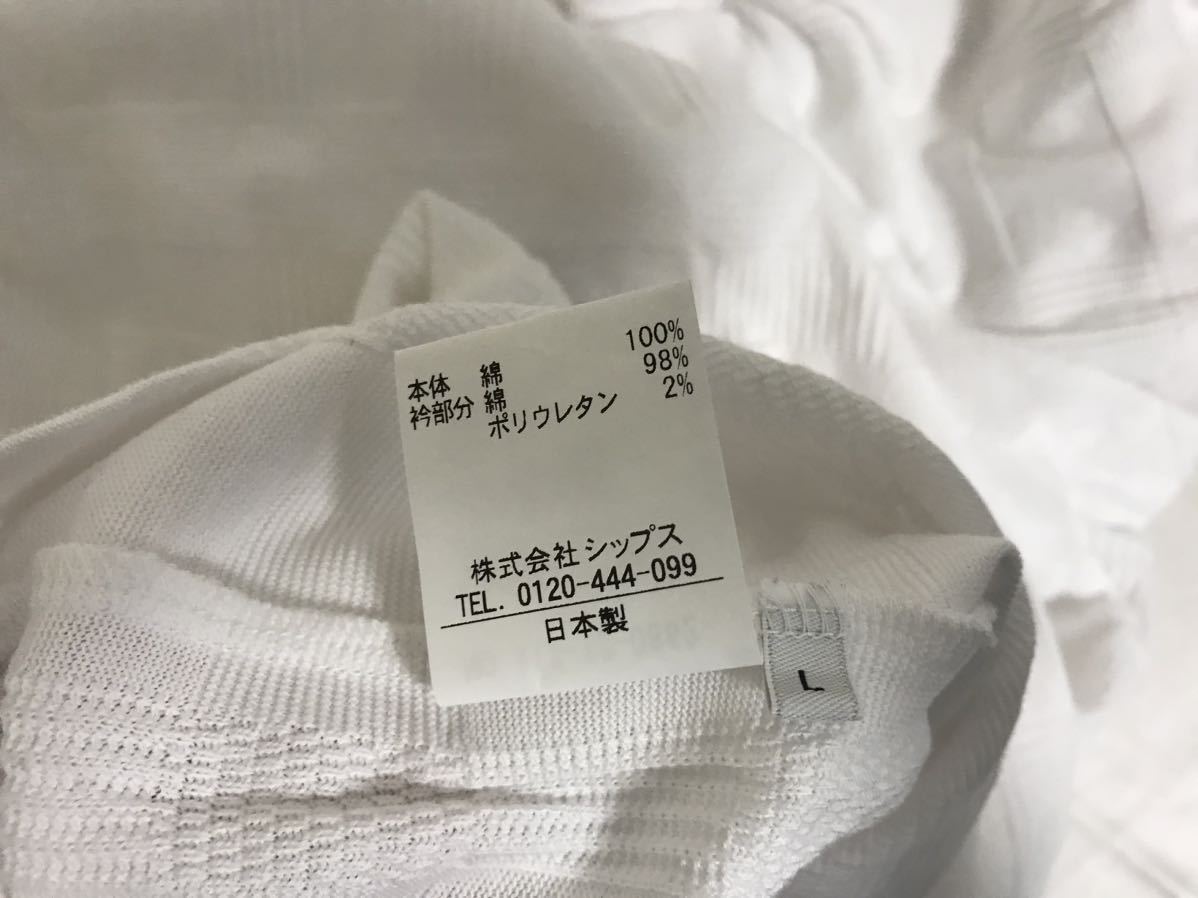 本体 綿 100%
衿部分 綿 98%
ポリウレタン 2%
株式会社 シップス
TEL. 0120-444-099
日本製
L